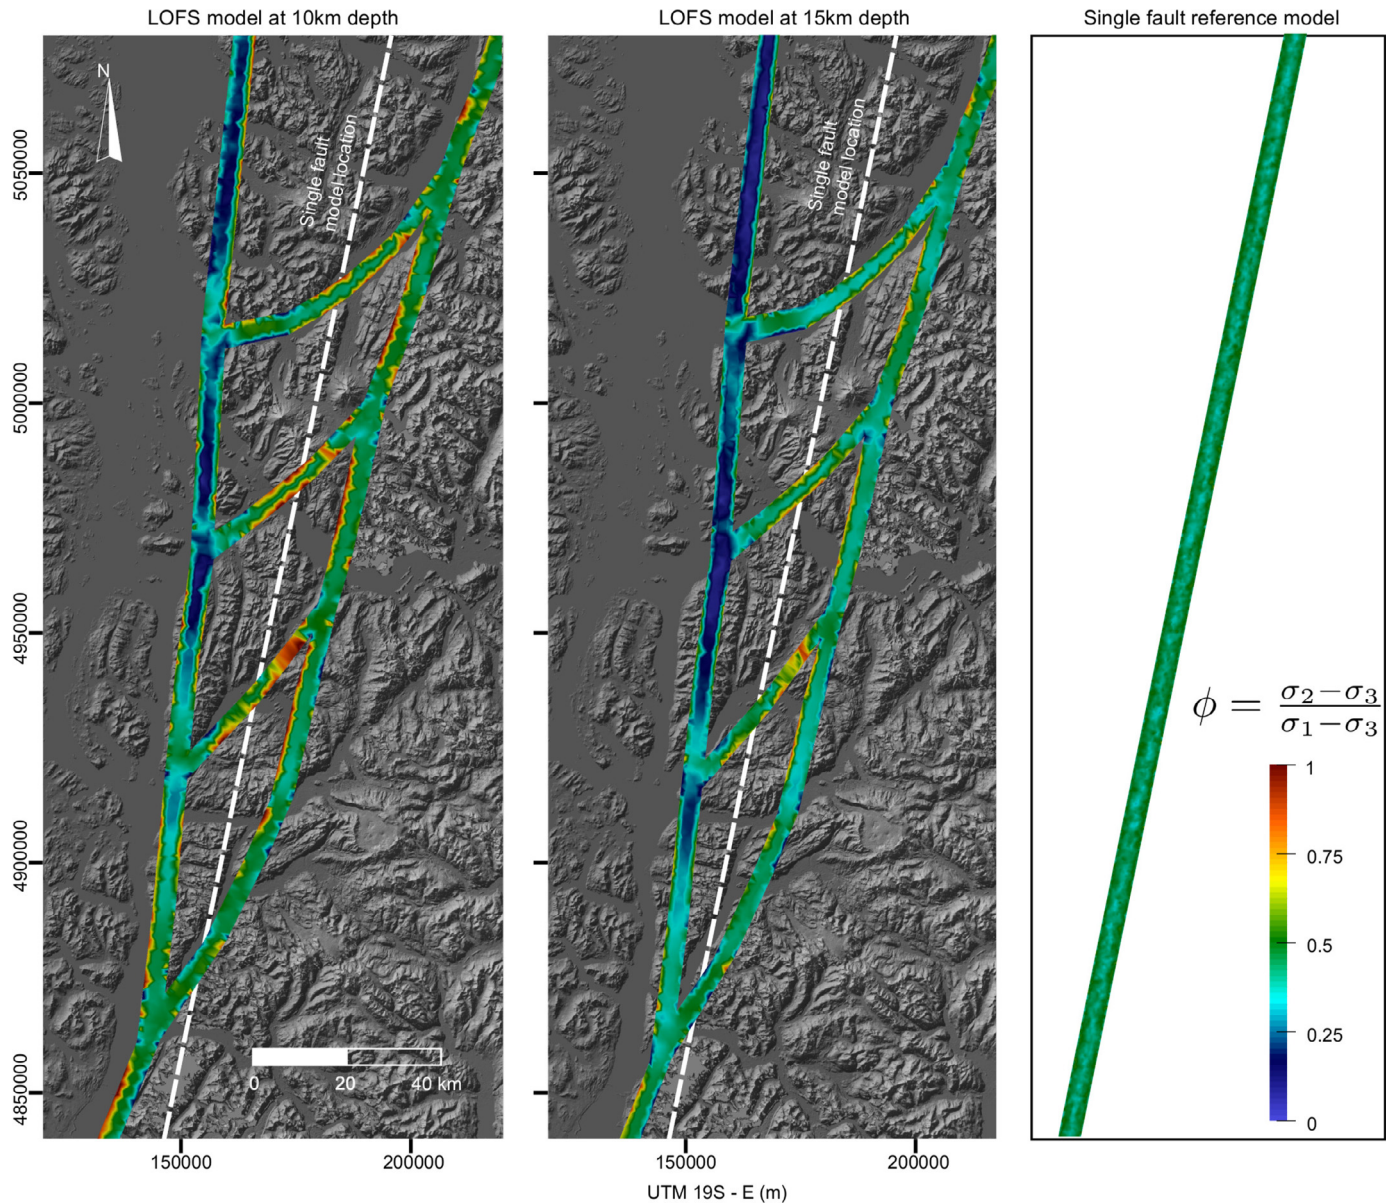 LOFS model at 10km depth
LOFS model at 15km depth
Single fault reference model
N
Single fault
model location
Single fault
model location
5050000
5000000
4950000
4900000
4850000
ϕ = (σ₂ − σ₃) / (σ₁ − σ₃)
1
0.75
0.5
0.25
0
0 20 40 km
150000 200000
150000 200000
UTM 19S - E (m)